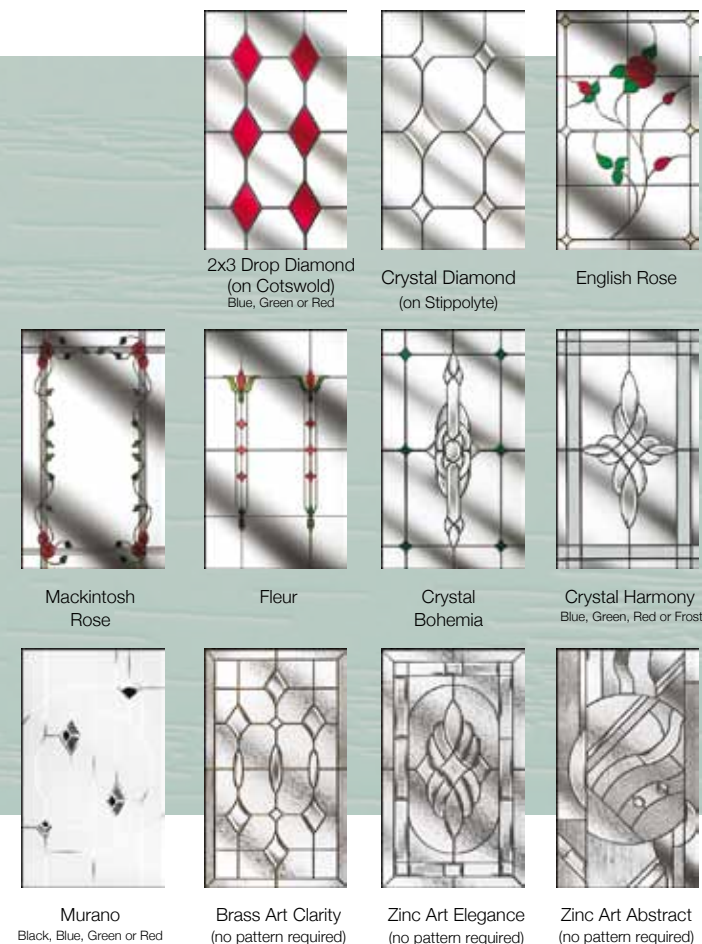 2x3 Drop Diamond
(on Cotswold)
Blue, Green or Red
Crystal Diamond
(on Stippolyte)
English Rose
Mackintosh
Rose
Fleur
Crystal
Bohemia
Crystal Harmony
Blue, Green, Red or Frost
Murano
Black, Blue, Green or Red
Brass Art Clarity
(no pattern required)
Zinc Art Elegance
(no pattern required)
Zinc Art Abstract
(no pattern required)